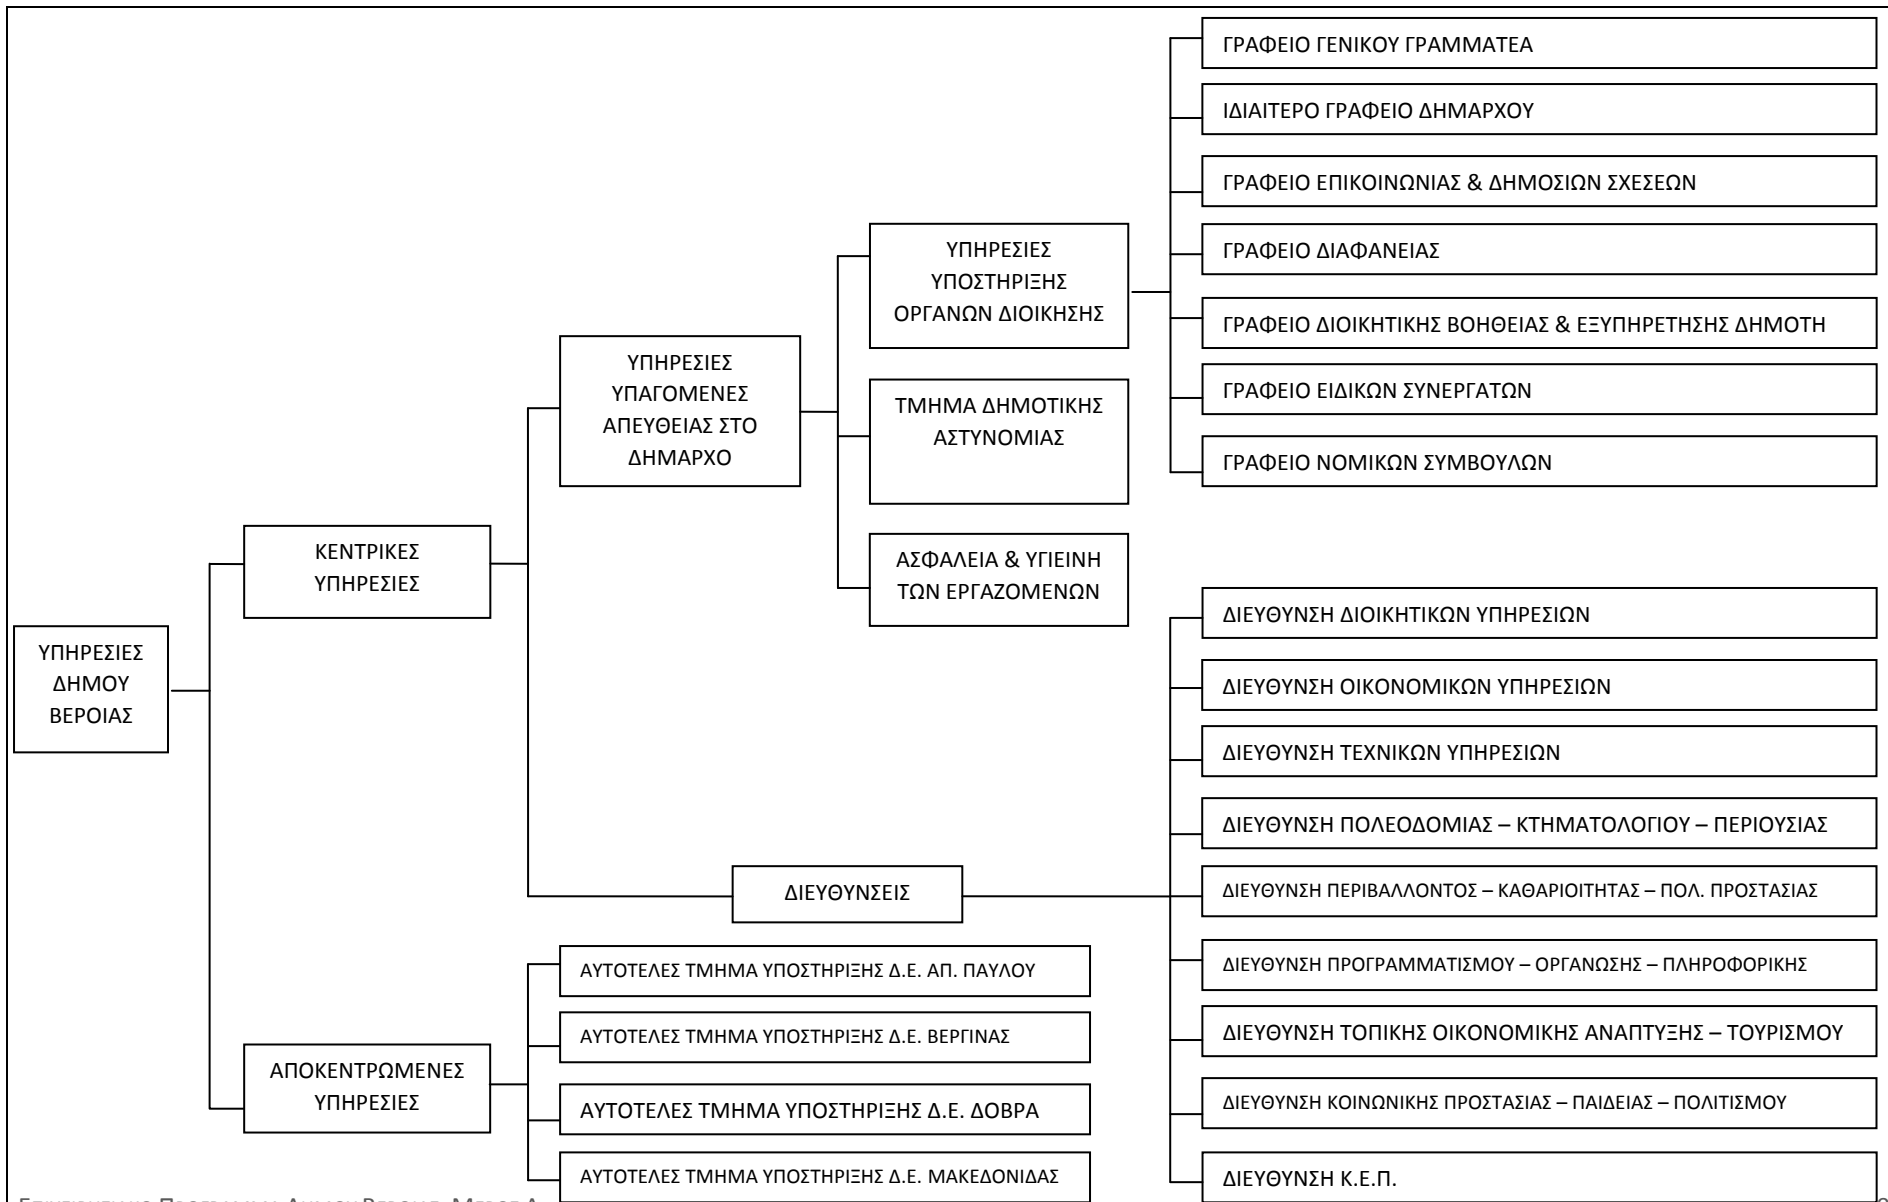 ΓΡΑΦΕΙΟ ΓΕΝΙΚΟΥ ΓΡΑΜΜΑΤΕΑ
ΙΔΙΑΙΤΕΡΟ ΓΡΑΦΕΙΟ ΔΗΜΑΡΧΟΥ
ΓΡΑΦΕΙΟ ΕΠΙΚΟΙΝΩΝΙΑΣ & ΔΗΜΟΣΙΩΝ ΣΧΕΣΕΩΝ
ΓΡΑΦΕΙΟ ΔΙΑΦΑΝΕΙΑΣ
ΓΡΑΦΕΙΟ ΔΙΟΙΚΗΤΙΚΗΣ ΒΟΗΘΕΙΑΣ & ΕΞΥΠΗΡΕΤΗΣΗΣ ΔΗΜΟΤΗ
ΓΡΑΦΕΙΟ ΕΙΔΙΚΩΝ ΣΥΝΕΡΓΑΤΩΝ
ΓΡΑΦΕΙΟ ΝΟΜΙΚΩΝ ΣΥΜΒΟΥΛΩΝ
ΥΠΗΡΕΣΙΕΣ
ΥΠΟΣΤΗΡΙΞΗΣ
ΟΡΓΑΝΩΝ ΔΙΟΙΚΗΣΗΣ
ΤΜΗΜΑ ΔΗΜΟΤΙΚΗΣ
ΑΣΤΥΝΟΜΙΑΣ
ΑΣΦΑΛΕΙΑ & ΥΓΙΕΙΝΗ
ΤΩΝ ΕΡΓΑΖΟΜΕΝΩΝ
ΥΠΗΡΕΣΙΕΣ
ΥΠΑΓΟΜΕΝΕΣ
ΑΠΕΥΘΕΙΑΣ ΣΤΟ
ΔΗΜΑΡΧΟ
ΚΕΝΤΡΙΚΕΣ
ΥΠΗΡΕΣΙΕΣ
ΥΠΗΡΕΣΙΕΣ
ΔΗΜΟΥ
ΒΕΡΟΙΑΣ
ΔΙΕΥΘΥΝΣΕΙΣ
ΔΙΕΥΘΥΝΣΗ ΔΙΟΙΚΗΤΙΚΩΝ ΥΠΗΡΕΣΙΩΝ
ΔΙΕΥΘΥΝΣΗ ΟΙΚΟΝΟΜΙΚΩΝ ΥΠΗΡΕΣΙΩΝ
ΔΙΕΥΘΥΝΣΗ ΤΕΧΝΙΚΩΝ ΥΠΗΡΕΣΙΩΝ
ΔΙΕΥΘΥΝΣΗ ΠΟΛΕΟΔΟΜΙΑΣ – ΚΤΗΜΑΤΟΛΟΓΙΟΥ – ΠΕΡΙΟΥΣΙΑΣ
ΔΙΕΥΘΥΝΣΗ ΠΕΡΙΒΑΛΛΟΝΤΟΣ – ΚΑΘΑΡΙΟΙΤΗΤΑΣ – ΠΟΛ. ΠΡΟΣΤΑΣΙΑΣ
ΔΙΕΥΘΥΝΣΗ ΠΡΟΓΡΑΜΜΑΤΙΣΜΟΥ – ΟΡΓΑΝΩΣΗΣ – ΠΛΗΡΟΦΟΡΙΚΗΣ
ΔΙΕΥΘΥΝΣΗ ΤΟΠΙΚΗΣ ΟΙΚΟΝΟΜΙΚΗΣ ΑΝΑΠΤΥΞΗΣ – ΤΟΥΡΙΣΜΟΥ
ΔΙΕΥΘΥΝΣΗ ΚΟΙΝΩΝΙΚΗΣ ΠΡΟΣΤΑΣΙΑΣ – ΠΑΙΔΕΙΑΣ – ΠΟΛΙΤΙΣΜΟΥ
ΔΙΕΥΘΥΝΣΗ Κ.Ε.Π.
ΑΠΟΚΕΝΤΡΩΜΕΝΕΣ
ΥΠΗΡΕΣΙΕΣ
ΑΥΤΟΤΕΛΕΣ ΤΜΗΜΑ ΥΠΟΣΤΗΡΙΞΗΣ Δ.Ε. ΑΠ. ΠΑΥΛΟΥ
ΑΥΤΟΤΕΛΕΣ ΤΜΗΜΑ ΥΠΟΣΤΗΡΙΞΗΣ Δ.Ε. ΒΕΡΓΙΝΑΣ
ΑΥΤΟΤΕΛΕΣ ΤΜΗΜΑ ΥΠΟΣΤΗΡΙΞΗΣ Δ.Ε. ΔΟΒΡΑ
ΑΥΤΟΤΕΛΕΣ ΤΜΗΜΑ ΥΠΟΣΤΗΡΙΞΗΣ Δ.Ε. ΜΑΚΕΔΟΝΙΔΑΣ